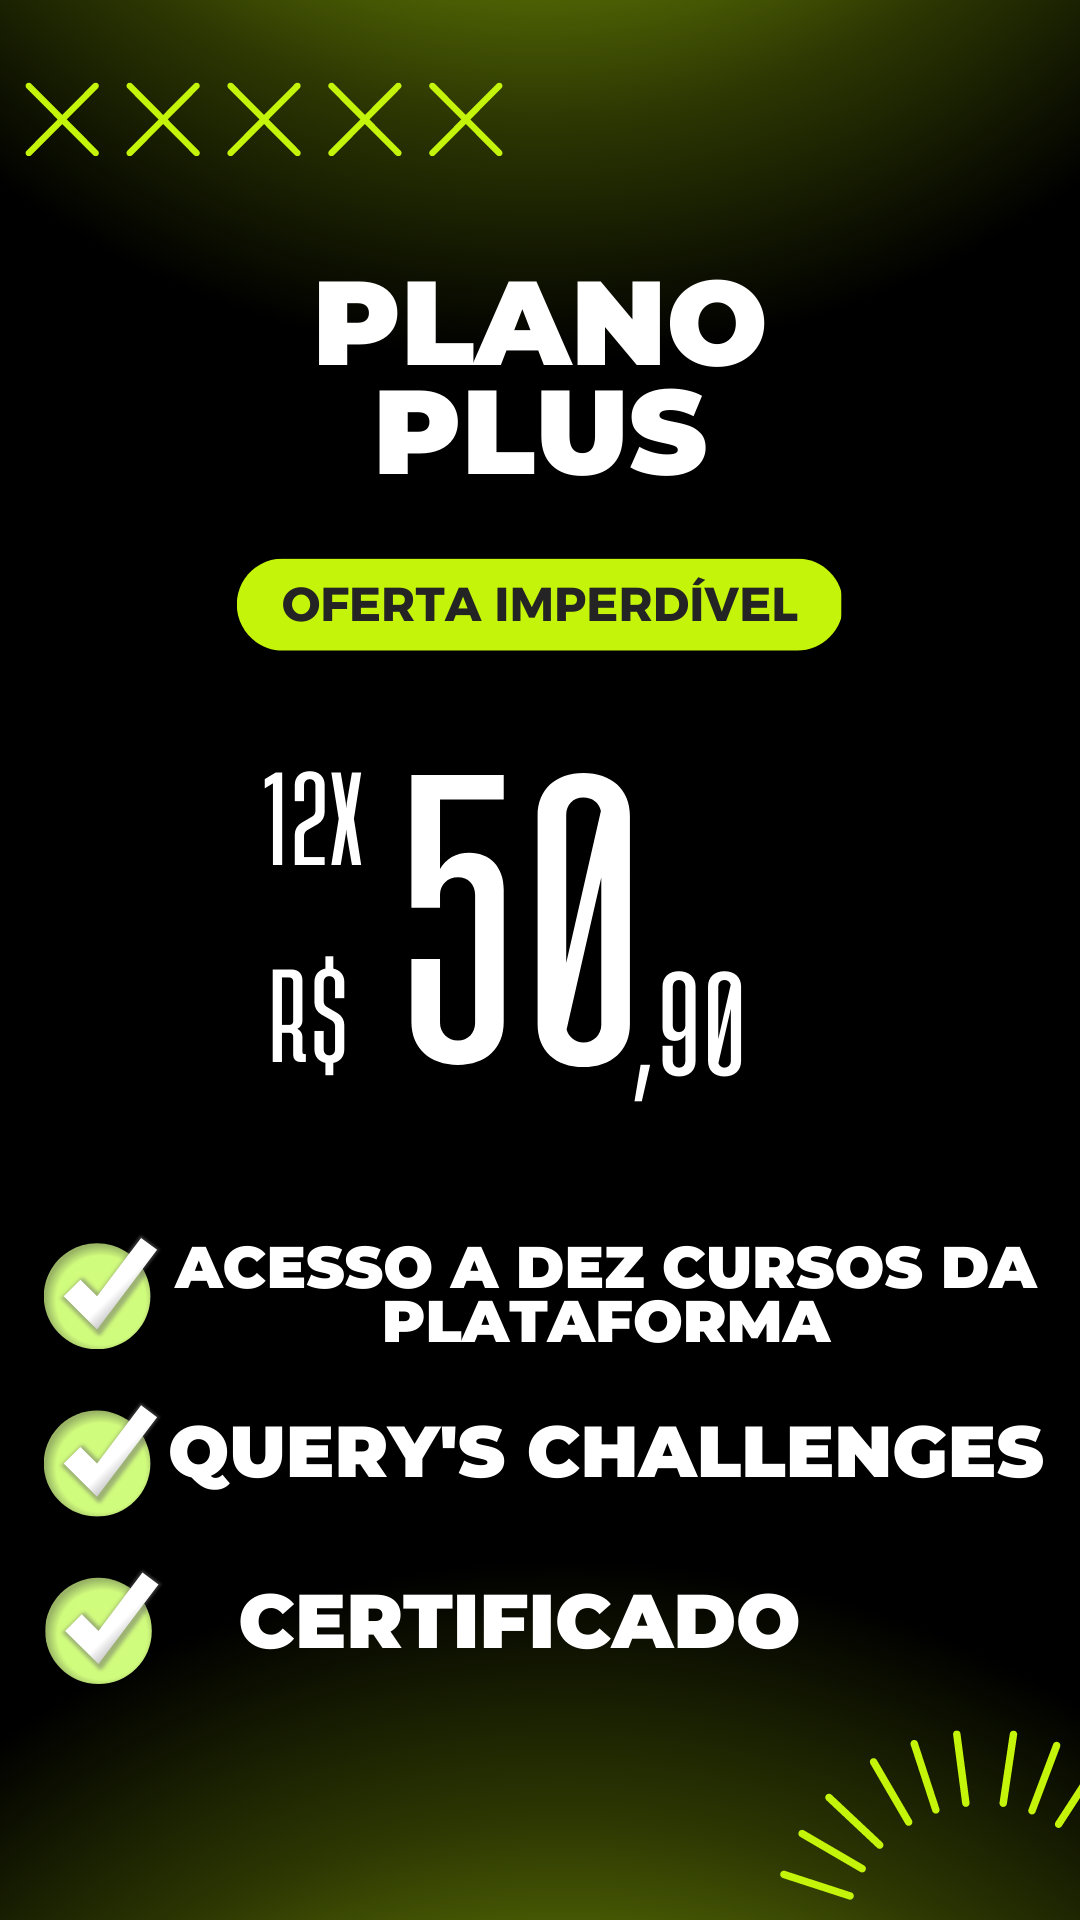 PLANO
PLUS
OFERTA IMPERDÍVEL
12X
R$ 50,90
ACESSO A DEZ CURSOS DA
PLATAFORMA
QUERY'S CHALLENGES
CERTIFICADO